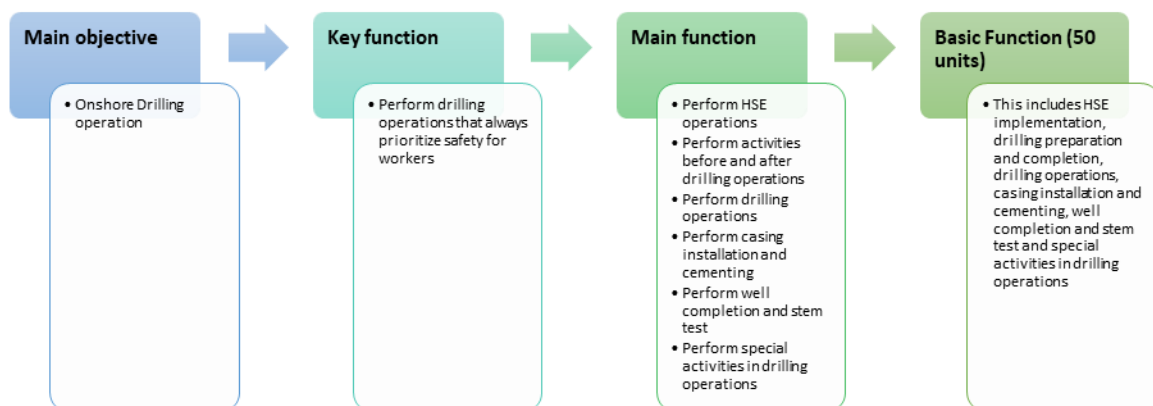 Main objective
• Onshore Drilling
operation
Key function
• Perform drilling
operations that always
prioritize safety for
workers
Main function
• Perform HSE
operations
• Perform activities
before and after
drilling operations
• Perform drilling
operations
• Perform casing
installation and
cementing
• Perform well
completion and stem
test
• Perform special
activities in drilling
operations
Basic Function (50
units)
• This includes HSE
implementation,
drilling preparation
and completion,
drilling operations,
casing installation and
cementing, well
completion and stem
test and special
activities in drilling
operations